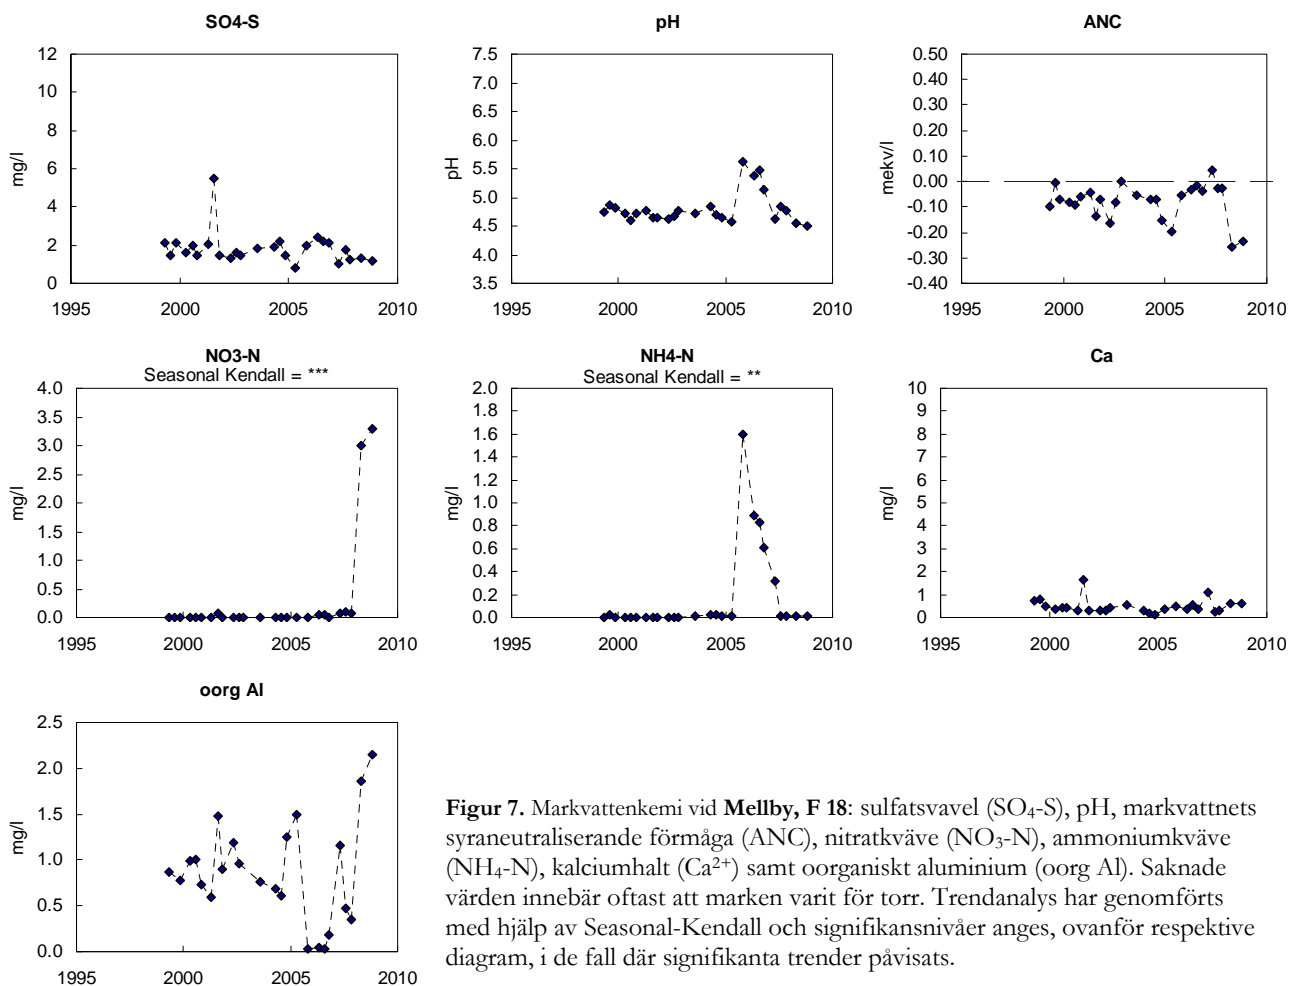 SO4-S
12
10
8
6
4
2
0
mg/l
1995 2000 2005 2010
pH
7.5
7.0
6.5
6.0
5.5
5.0
4.5
4.0
3.5
pH
1995 2000 2005 2010
ANC
0.50
0.40
0.30
0.20
0.10
0.00
-0.10
-0.20
-0.30
-0.40
mekv/l
1995 2000 2005 2010
NO3-N
Seasonal Kendall = ***
4.0
3.5
3.0
2.5
2.0
1.5
1.0
0.5
0.0
mg/l
1995 2000 2005 2010
NH4-N
Seasonal Kendall = **
2.0
1.8
1.6
1.4
1.2
1.0
0.8
0.6
0.4
0.2
0.0
mg/l
1995 2000 2005 2010
Ca
10
9
8
7
6
5
4
3
2
1
0
mg/l
1995 2000 2005 2010
oorg Al
2.5
2.0
1.5
1.0
0.5
0.0
mg/l
1995 2000 2005 2010
Figur 7. Markvattenkemi vid Mellby, F 18: sulfatsvavel (SO₄-S), pH, markvattnets
syraneutraliserande förmåga (ANC), nitratkväve (NO₃-N), ammoniumkväve
(NH₄-N), kalciumhalt (Ca²⁺) samt oorganiskt aluminium (oorg Al). Saknade
värden innebär oftast att marken varit för torr. Trendanalys har genomförts
med hjälp av Seasonal-Kendall och signifikansnivåer anges, ovanför respektive
diagram, i de fall där signifikanta trender påvisats.